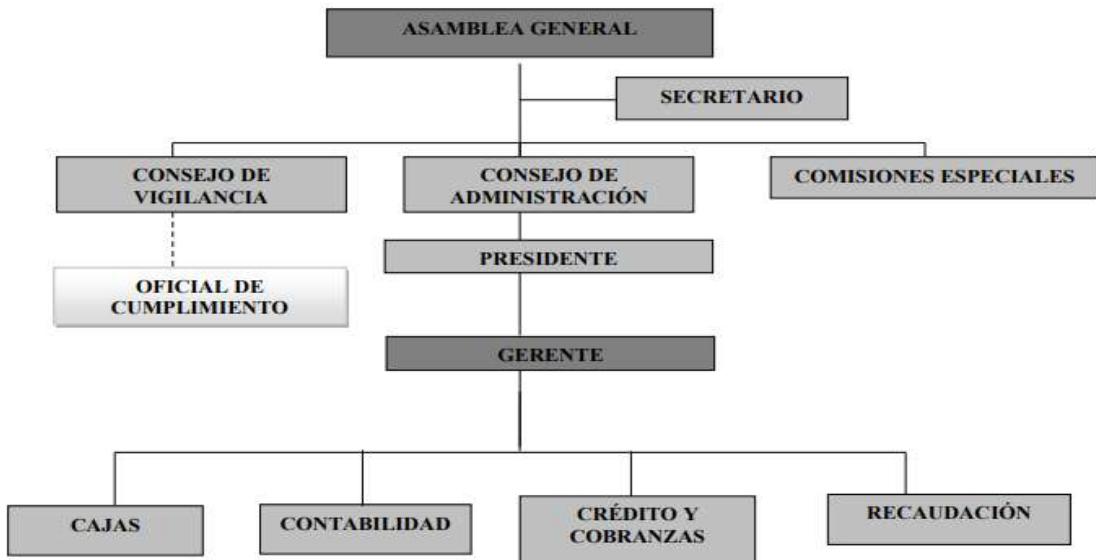 ASAMBLEA GENERAL
SECRETARIO
CONSEJO DE
VIGILANCIA
CONSEJO DE
ADMINISTRACIÓN
COMISIONES ESPECIALES
PRESIDENTE
OFICIAL DE
CUMPLIMIENTO
GERENTE
CAJAS
CONTABILIDAD
CRÉDITO Y
COBRANZAS
RECAUDACIÓN